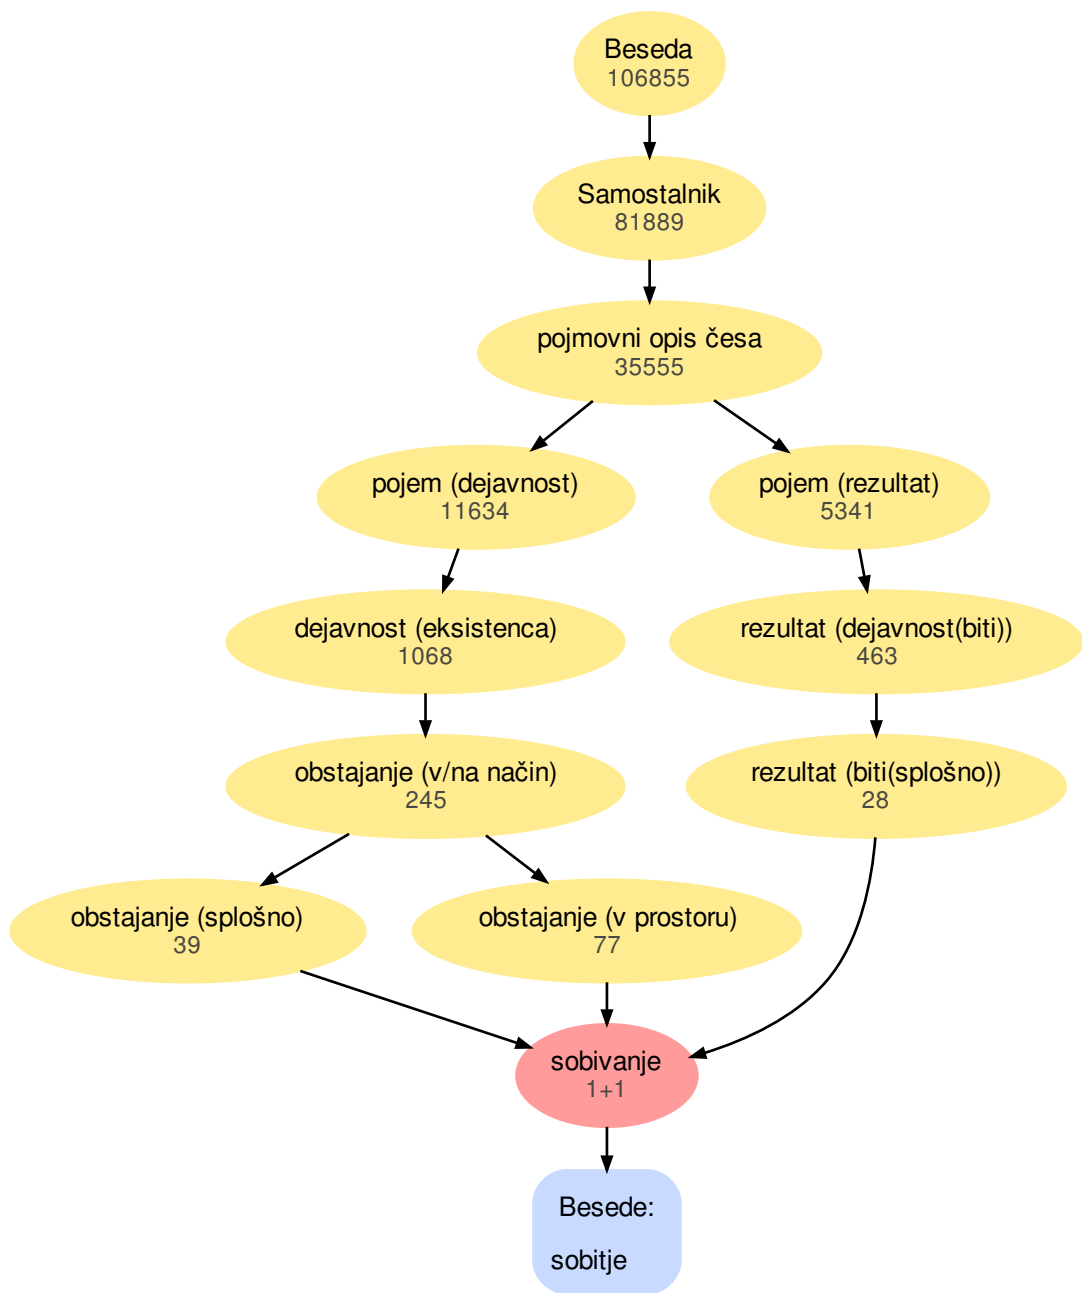 Beseda
106855
Samostalnik
81889
pojmovni opis česa
35555
pojem (dejavnost)
11634
pojem (rezultat)
5341
dejavnost (eksistenca)
1068
rezultat (dejavnost(biti))
463
obstajanje (v/na način)
245
rezultat (biti(splošno))
28
obstajanje (splošno)
39
obstajanje (v prostoru)
77
sobivanje
1+1
Besede:
sobitje